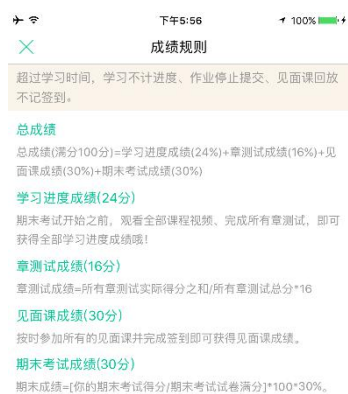 下午5:56
100%
成绩规则
超过学习时间，学习不计进度、作业停止提交、见面课回放
不记签到。
总成绩
总成绩(满分100分)=学习进度成绩(24%)+章测试成绩(16%)+见
面课成绩(30%)+期末考试成绩(30%)
学习进度成绩(24分)
期末考试开始之前，观看全部课程视频、完成所有章测试，即可
获得全部学习进度成绩哦！
章测试成绩(16分)
章测试成绩=所有章测试实际得分之和/所有章测试总分*16
见面课成绩(30分)
按时参加所有的见面课并完成签到即可获得见面课成绩。
期末考试成绩(30分)
期末成绩=[你的期末考试得分/期末考试试卷满分]*100*30%。